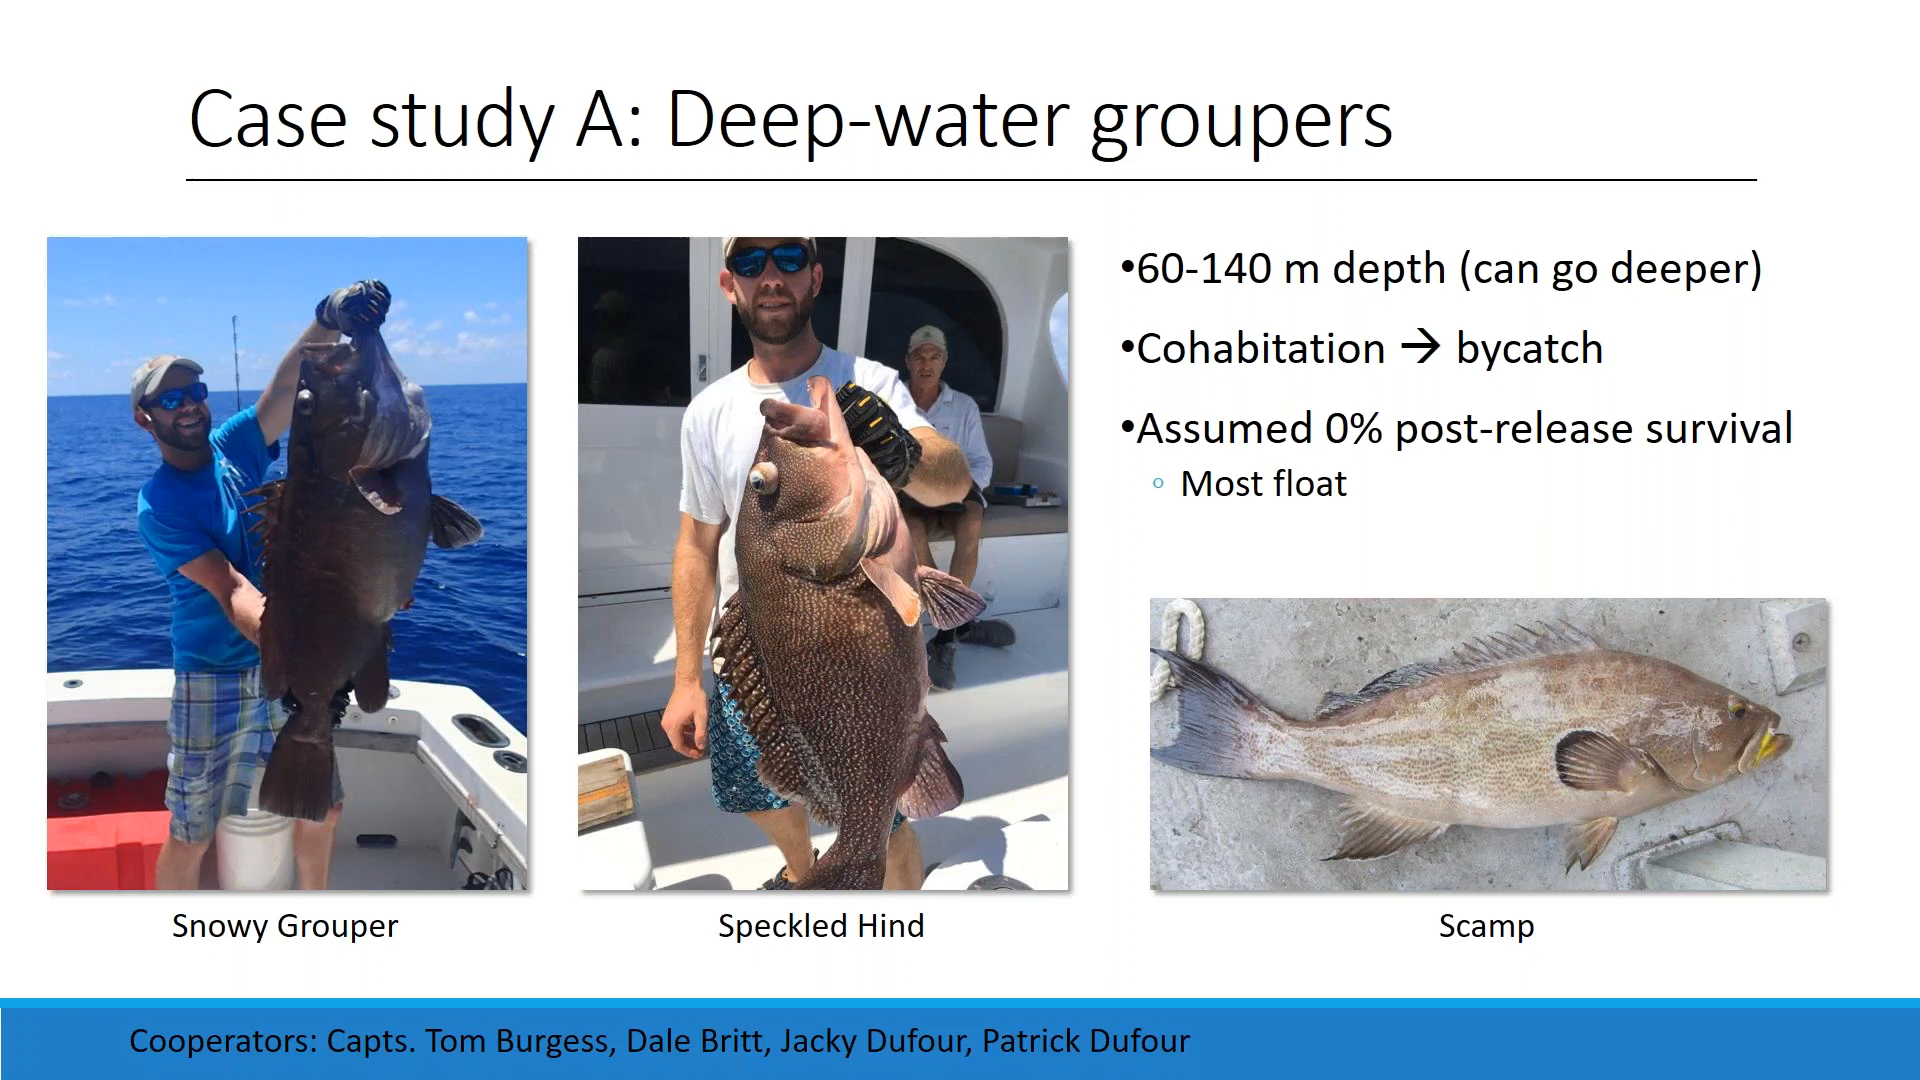 Case study A: Deep-water groupers
•60-140 m depth (can go deeper)
•Cohabitation → bycatch
•Assumed 0% post-release survival
◦ Most float
Snowy Grouper
Speckled Hind
Scamp
Cooperators: Capts. Tom Burgess, Dale Britt, Jacky Dufour, Patrick Dufour